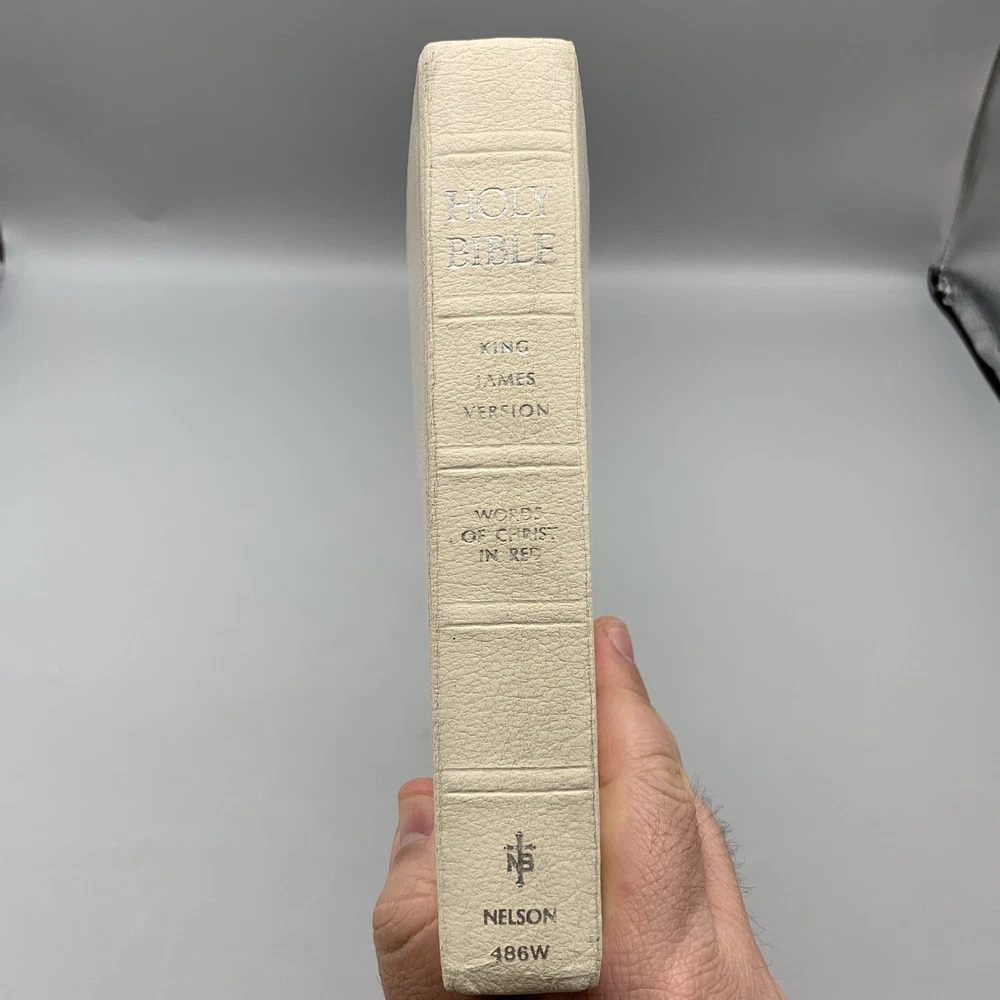 HOLY
BIBLE
KING
JAMES
VERSION
WORDS
OF CHRIST
IN RED
NB
NELSON
486W